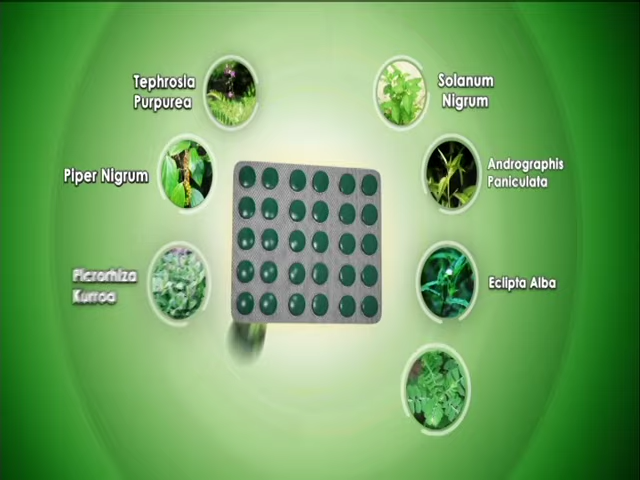 Tephrosia
Purpurea
Solanum
Nigrum
Piper Nigrum
Andrographis
Paniculata
Picrorhiza
Kurroa
Eclipta Alba